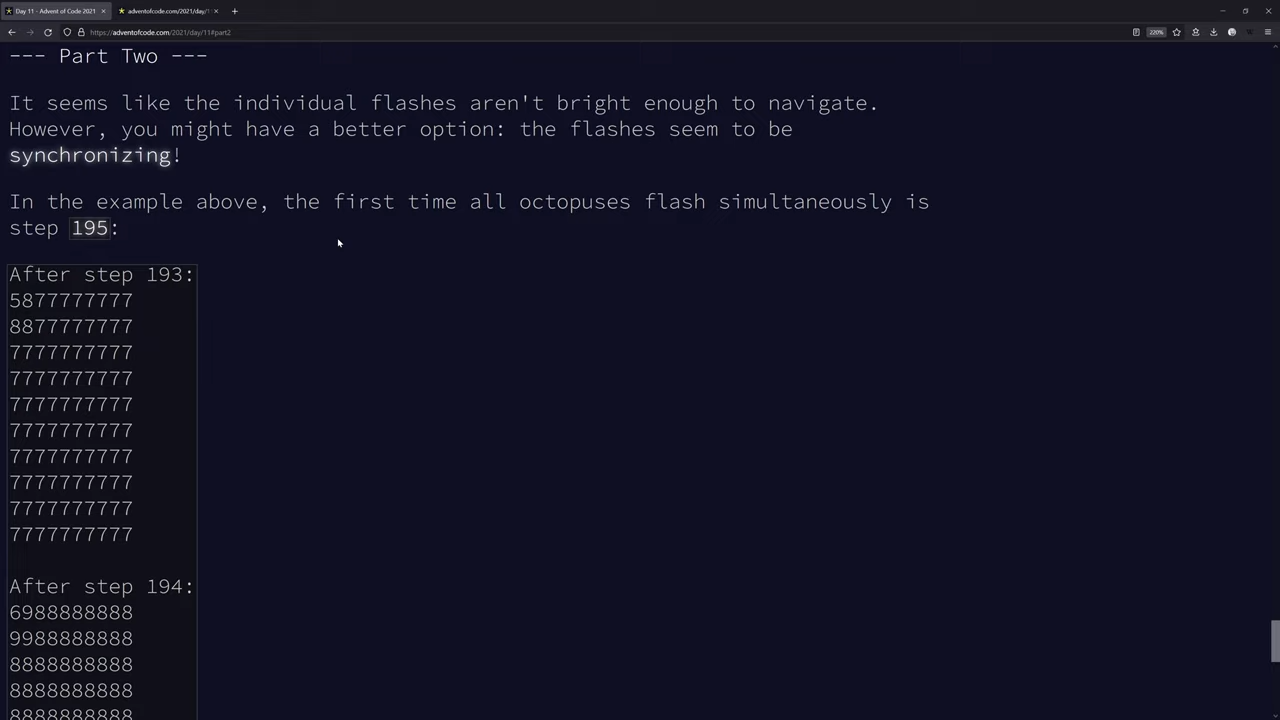 Day 11 - Advent of Code 2021
adventofcode.com/2021/day/1
https://adventofcode.com/2021/day/11#part2
220%
--- Part Two ---
It seems like the individual flashes aren't bright enough to navigate.
However, you might have a better option: the flashes seem to be
synchronizing!
In the example above, the first time all octopuses flash simultaneously is
step 195:
After step 193:
5877777777
8877777777
7777777777
7777777777
7777777777
7777777777
7777777777
7777777777
7777777777
7777777777
After step 194:
6988888888
9988888888
8888888888
8888888888
8888888888